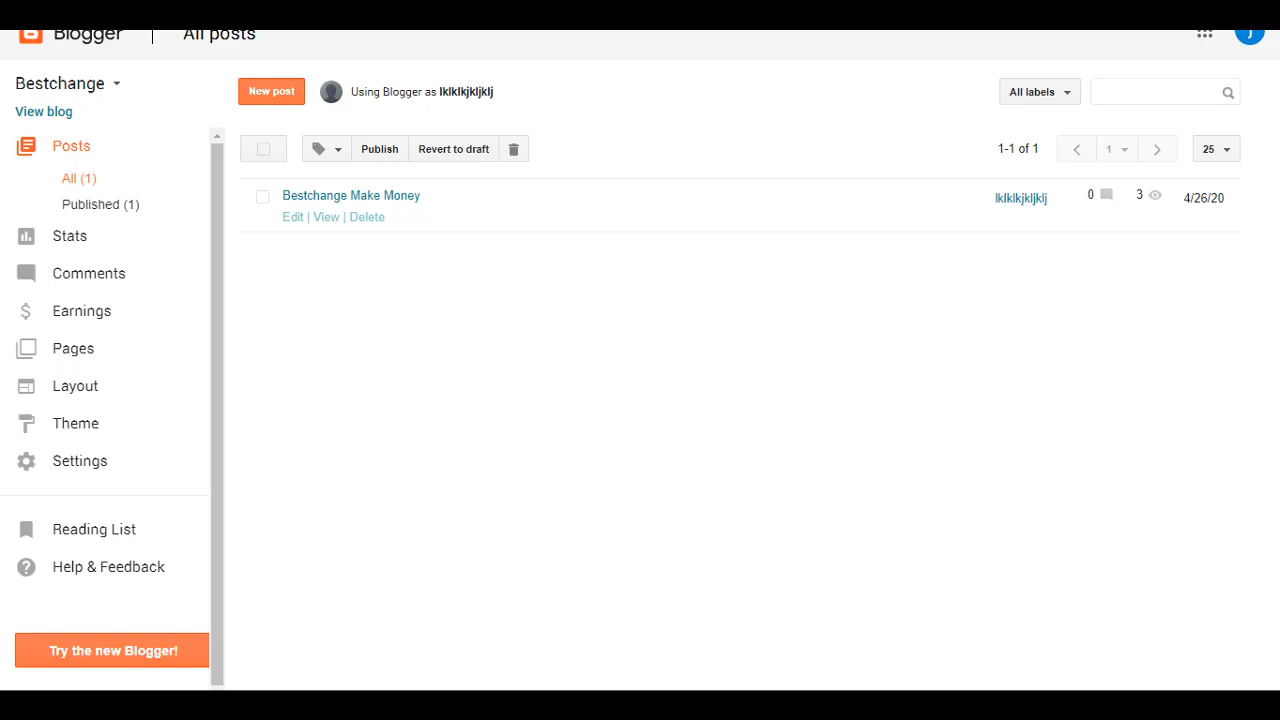 Blogger | All posts
J
Bestchange
View blog
New post
Using Blogger as lklklkjkljklj
All labels
Posts
All (1)
Published (1)
Stats
Comments
Earnings
Pages
Layout
Theme
Settings
Reading List
Help & Feedback
Try the new Blogger!
Publish
Revert to draft
1-1 of 1
1
25
Bestchange Make Money
lklklkjkljklj
0
3
4/26/20
Edit | View | Delete